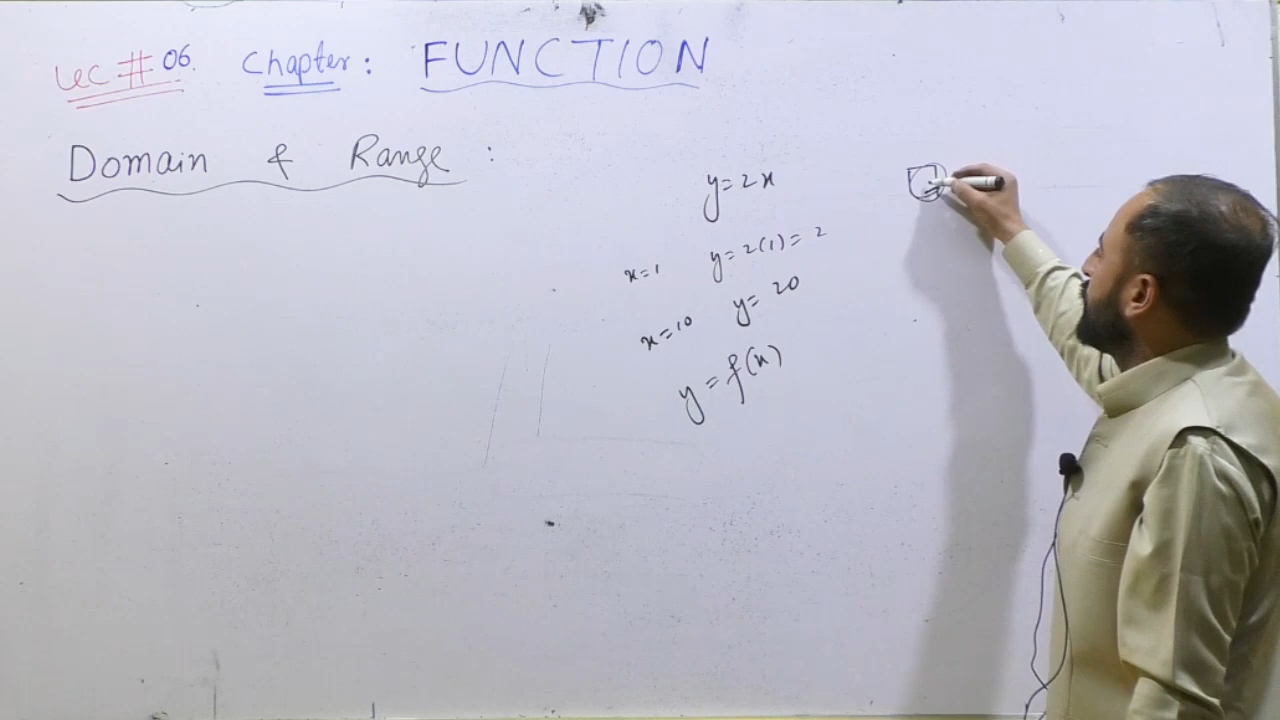 Lec # 06. Chapter: FUNCTION
Domain & Range :
y = 2x
x=1 y = 2(1) = 2
x=10 y = 20
y = f(x)